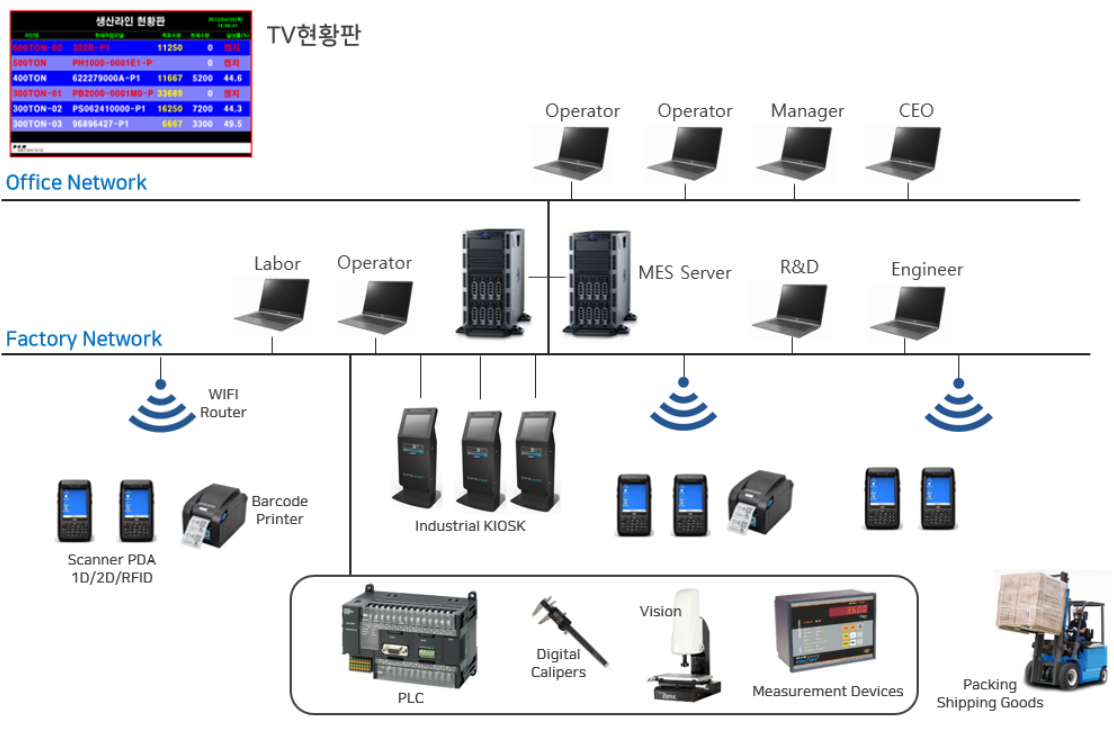 생산라인 현황판
TV현황판
600TON-02 322B-P1 11250 0 정지
500TON PH1000-0001E1-P 0 정지
400TON 622279000A-P1 11667 5200 44.6
300TON-01 PB2000-0001M0-P 33689 0 정지
300TON-02 PS062410000-P1 16250 7200 44.3
300TON-03 96896427-P1 6667 3300 49.5
Operator Operator Manager CEO
Office Network
Labor Operator MES Server R&D Engineer
Factory Network
WIFI
Router
Barcode
Printer
Scanner PDA
1D/2D/RFID
Industrial KIOSK
PLC
Digital
Calipers
Vision
Measurement Devices
Packing
Shipping Goods